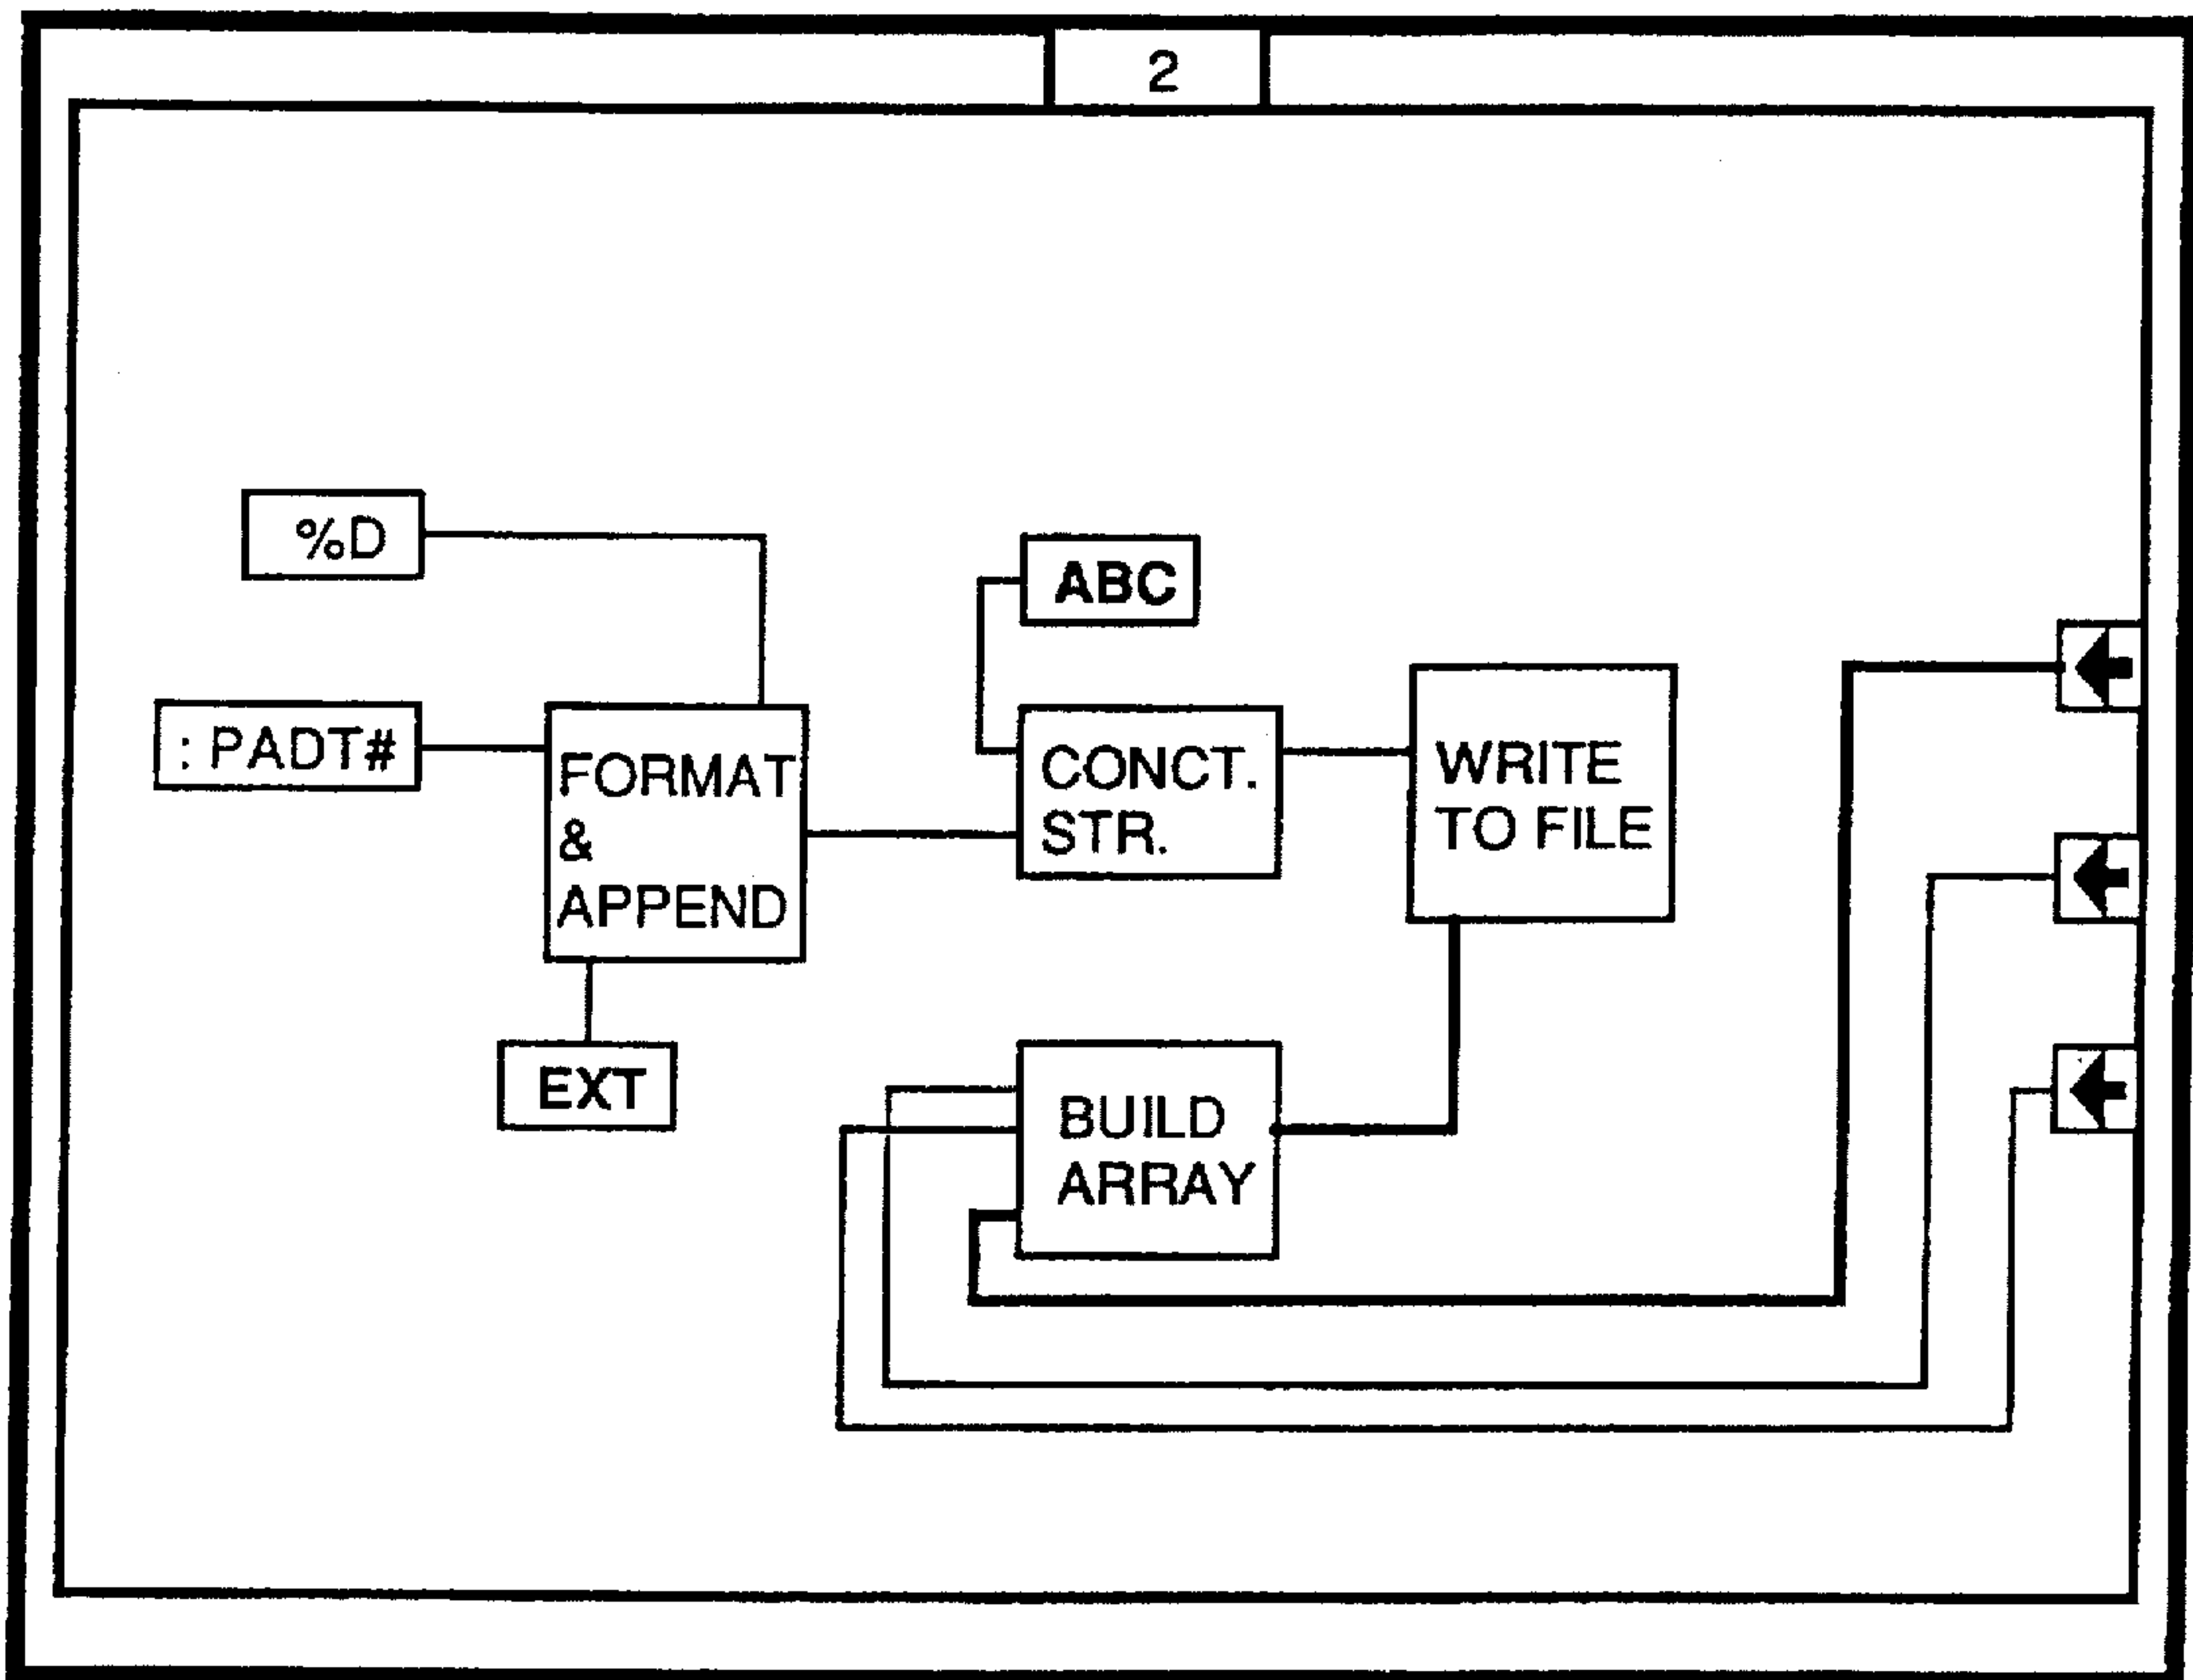 2
%D
ABC
: PADT#
FORMAT
&
APPEND
CONCT.
STR.
WRITE
TO FILE
EXT
BUILD
ARRAY